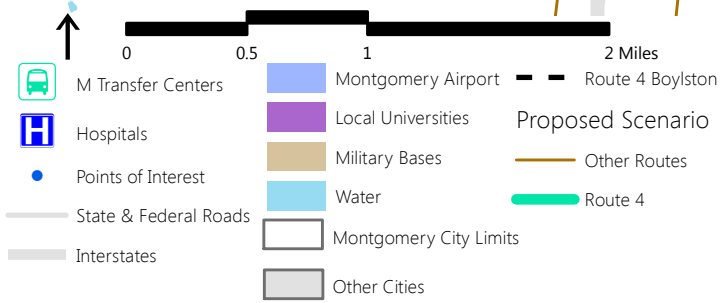 0 0.5 1 2 Miles
M Transfer Centers
H Hospitals
Points of Interest
State & Federal Roads
Interstates
Montgomery Airport
Local Universities
Military Bases
Water
Montgomery City Limits
Other Cities
Route 4 Boylston
Proposed Scenario
Other Routes
Route 4